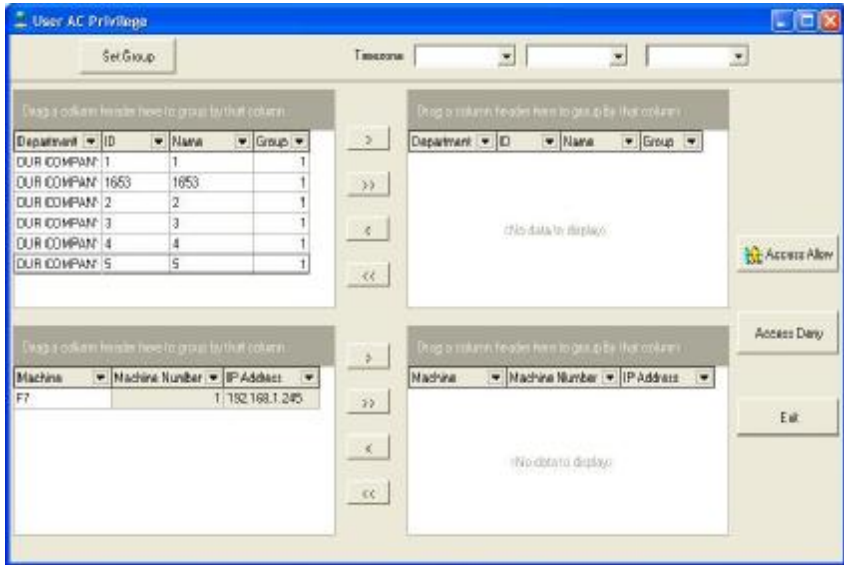 User AC Privilege
Set Group
Timezone
Drag a column header here to group by that column
Drag a column header here to group by that column
Department ID Name Group
OUR COMPANY 1 1 1
OUR COMPANY 1653 1653 1
OUR COMPANY 2 2 1
OUR COMPANY 3 3 1
OUR COMPANY 4 4 1
OUR COMPANY 5 5 1
>
>>
<
<<
Department ID Name Group
<No data to display>
Access Allow
Access Deny
Exit
Drag a column header here to group by that column
Drag a column header here to group by that column
Machine Machine Number IP Address
F7 1 192.168.1.245
>
>>
<
<<
Machine Machine Number IP Address
<No data to display>